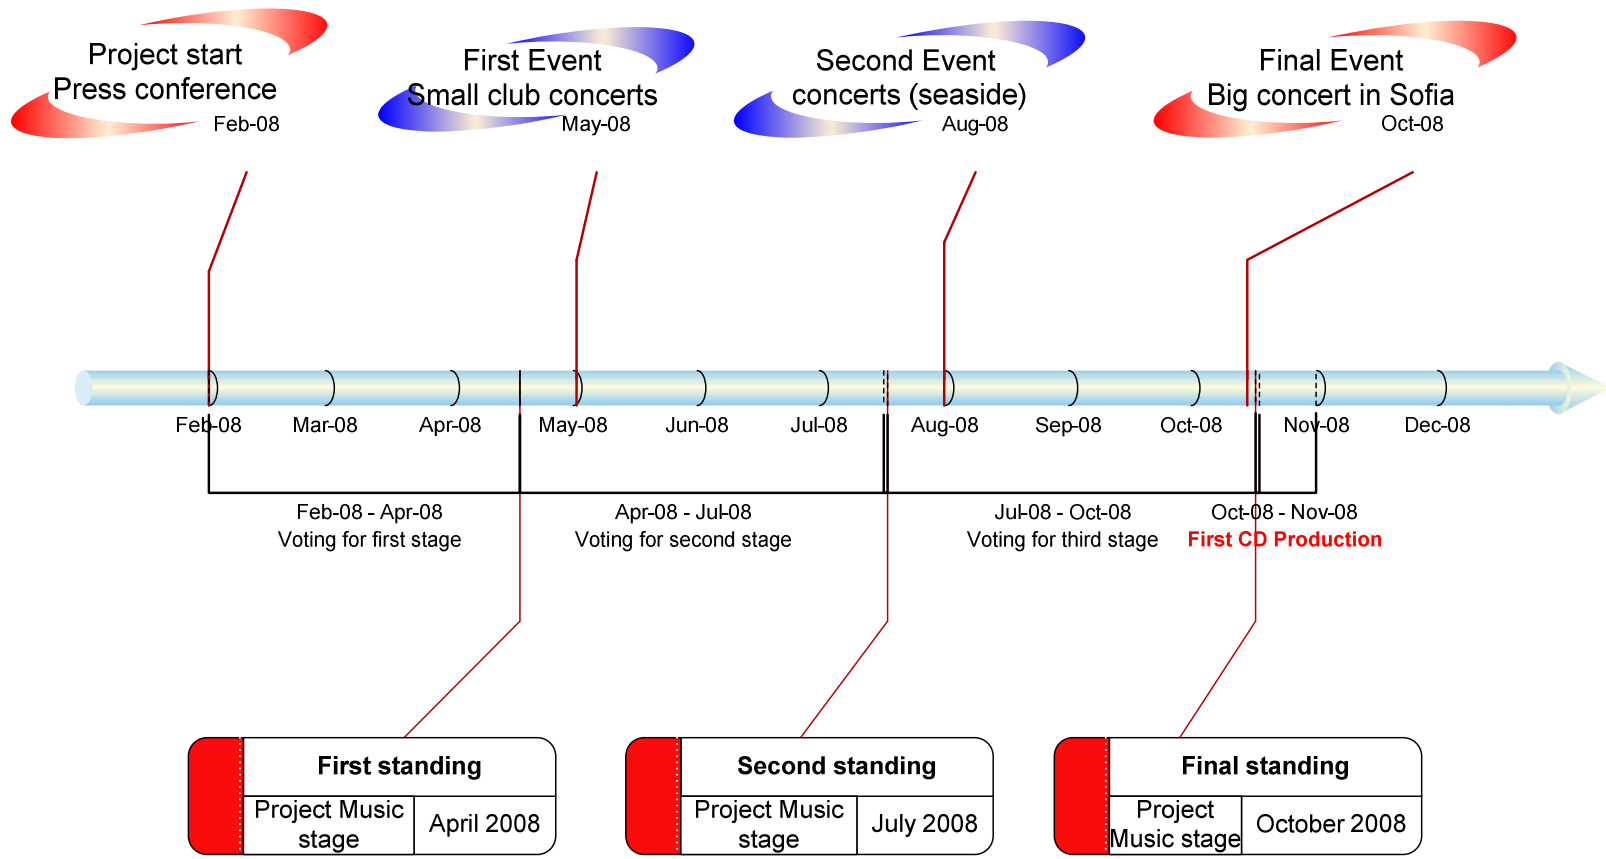 Project start
Press conference
Feb-08
First Event
Small club concerts
May-08
Second Event
concerts (seaside)
Aug-08
Final Event
Big concert in Sofia
Oct-08
Feb-08 Mar-08 Apr-08 May-08 Jun-08 Jul-08 Aug-08 Sep-08 Oct-08 Nov-08 Dec-08
Feb-08 - Apr-08
Voting for first stage
Apr-08 - Jul-08
Voting for second stage
Jul-08 - Oct-08
Voting for third stage
Oct-08 - Nov-08
First CD Production
First standing
Project Music
stage
April 2008
Second standing
Project Music
stage
July 2008
Final standing
Project
Music stage
October 2008